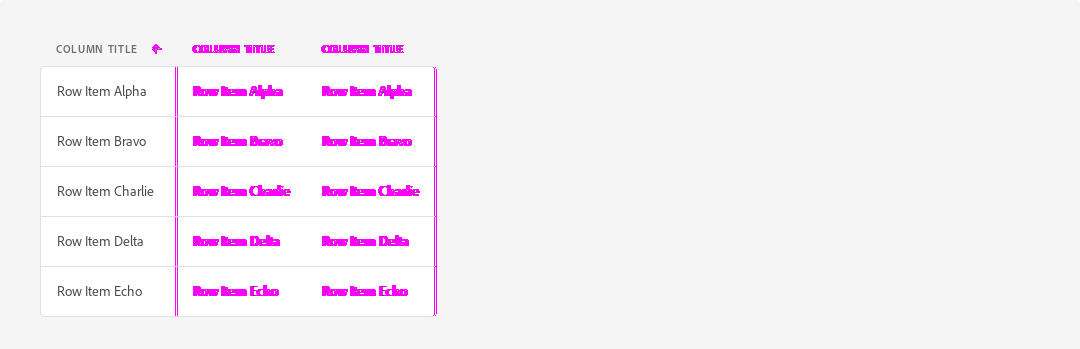 COLUMN TITLE COLUMN TITLE COLUMN TITLE
Row Item Alpha Row Item Alpha Row Item Alpha
Row Item Bravo Row Item Bravo Row Item Bravo
Row Item Charlie Row Item Charlie Row Item Charlie
Row Item Delta Row Item Delta Row Item Delta
Row Item Echo Row Item Echo Row Item Echo